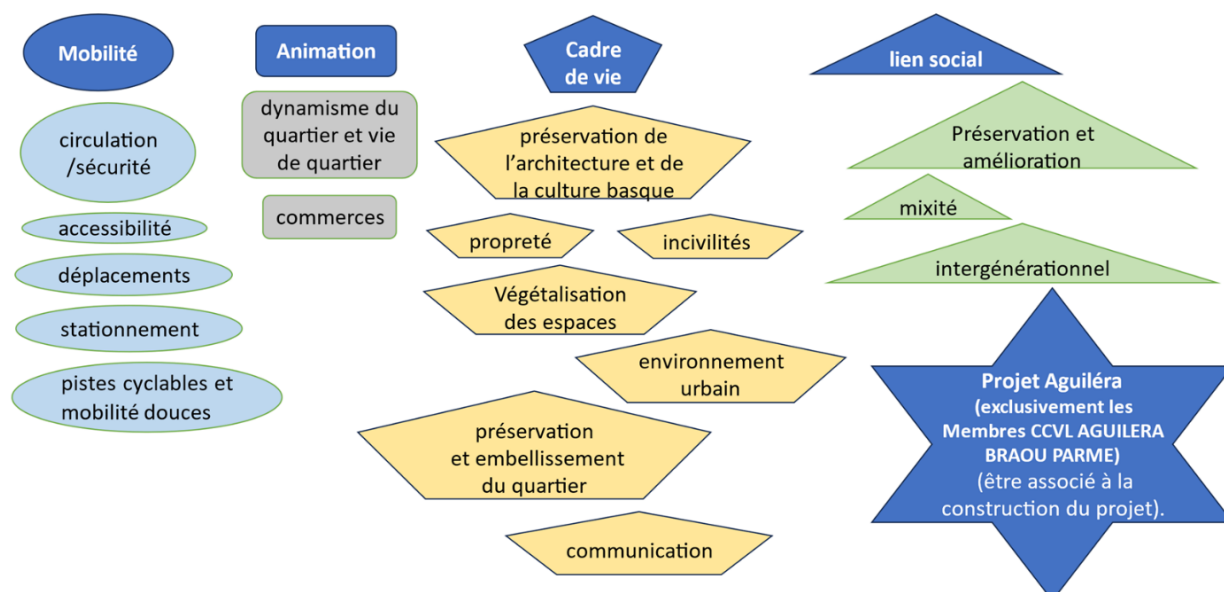 Mobilité
circulation
/sécurité
accessibilité
déplacements
stationnement
pistes cyclables et
mobilité douces
Animation
dynamisme du
quartier et vie
de quartier
commerces
Cadre
de vie
préservation de
l’architecture et de
la culture basque
propreté
incivilités
Végétalisation
des espaces
environnement
urbain
préservation
et embellissement
du quartier
communication
lien social
Préservation et
amélioration
mixité
intergénérationnel
Projet Aguiléra
(exclusivement les
Membres CCVL AGUILERA
BRAOU PARME)
(être associé à la
construction du projet).